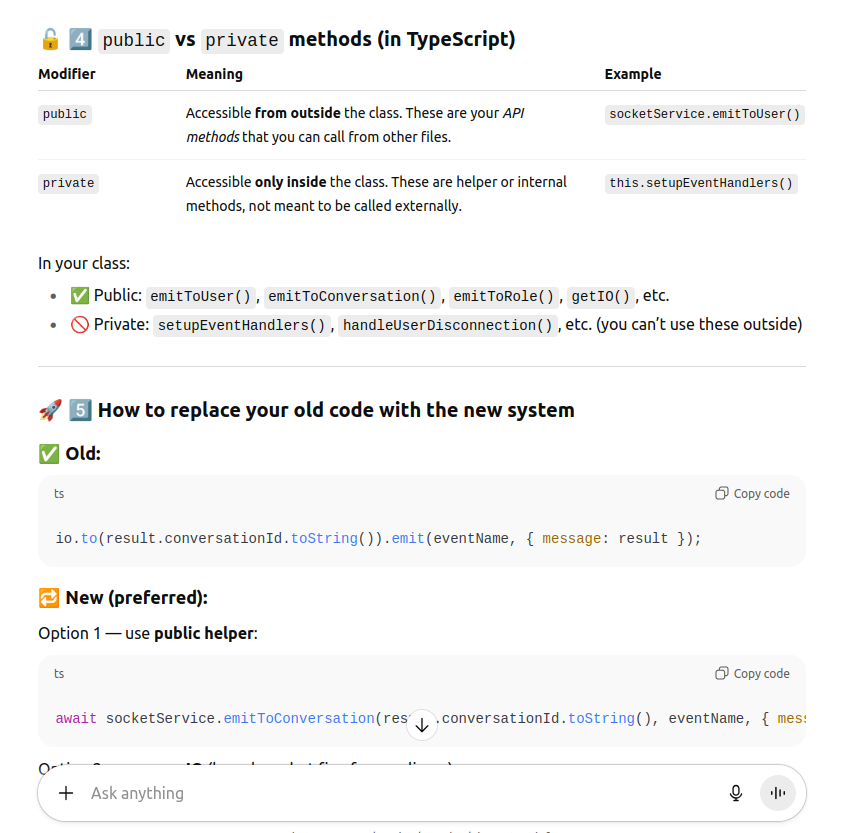 🔓 4️⃣ public vs private methods (in TypeScript)
Modifier Meaning Example
public Accessible from outside the class. These are your API socketService.emitToUser()
methods that you can call from other files.
private Accessible only inside the class. These are helper or internal this.setupEventHandlers()
methods, not meant to be called externally.
In your class:
• ✅ Public: emitToUser(), emitToConversation(), emitToRole(), getIO(), etc.
• 🚫 Private: setupEventHandlers(), handleUserDisconnection(), etc. (you can’t use these outside)
🚀 5️⃣ How to replace your old code with the new system
✅ Old:
ts Copy code
io.to(result.conversationId.toString()).emit(eventName, { message: result });
🔁 New (preferred):
Option 1 — use public helper:
ts Copy code
await socketService.emitToConversation(res .conversationId.toString(), eventName, { mess
Ask anything